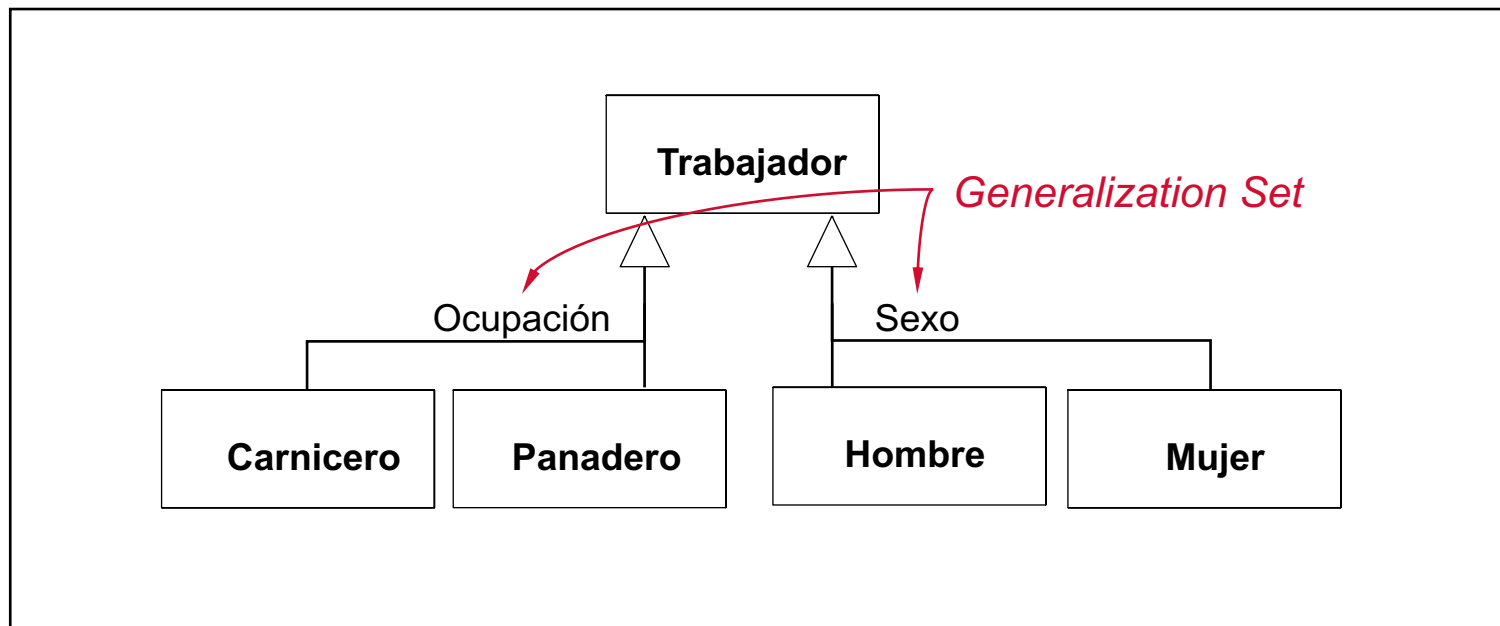 Trabajador
Generalization Set
Ocupación
Sexo
Carnicero
Panadero
Hombre
Mujer